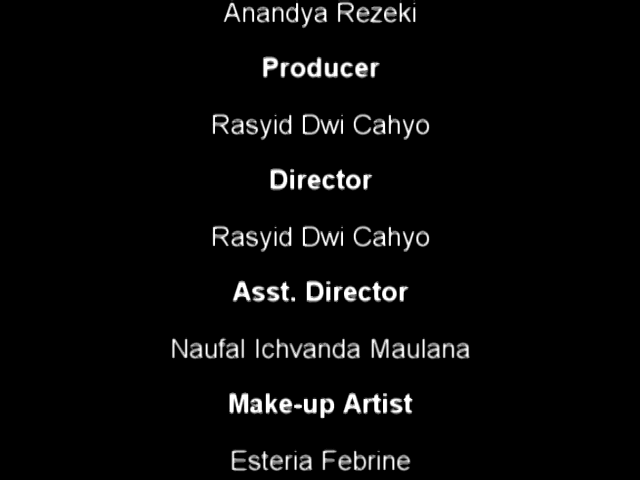 Anandya Rezeki
Producer
Rasyid Dwi Cahyo
Director
Rasyid Dwi Cahyo
Asst. Director
Naufal Ichvanda Maulana
Make-up Artist
Esteria Febrine